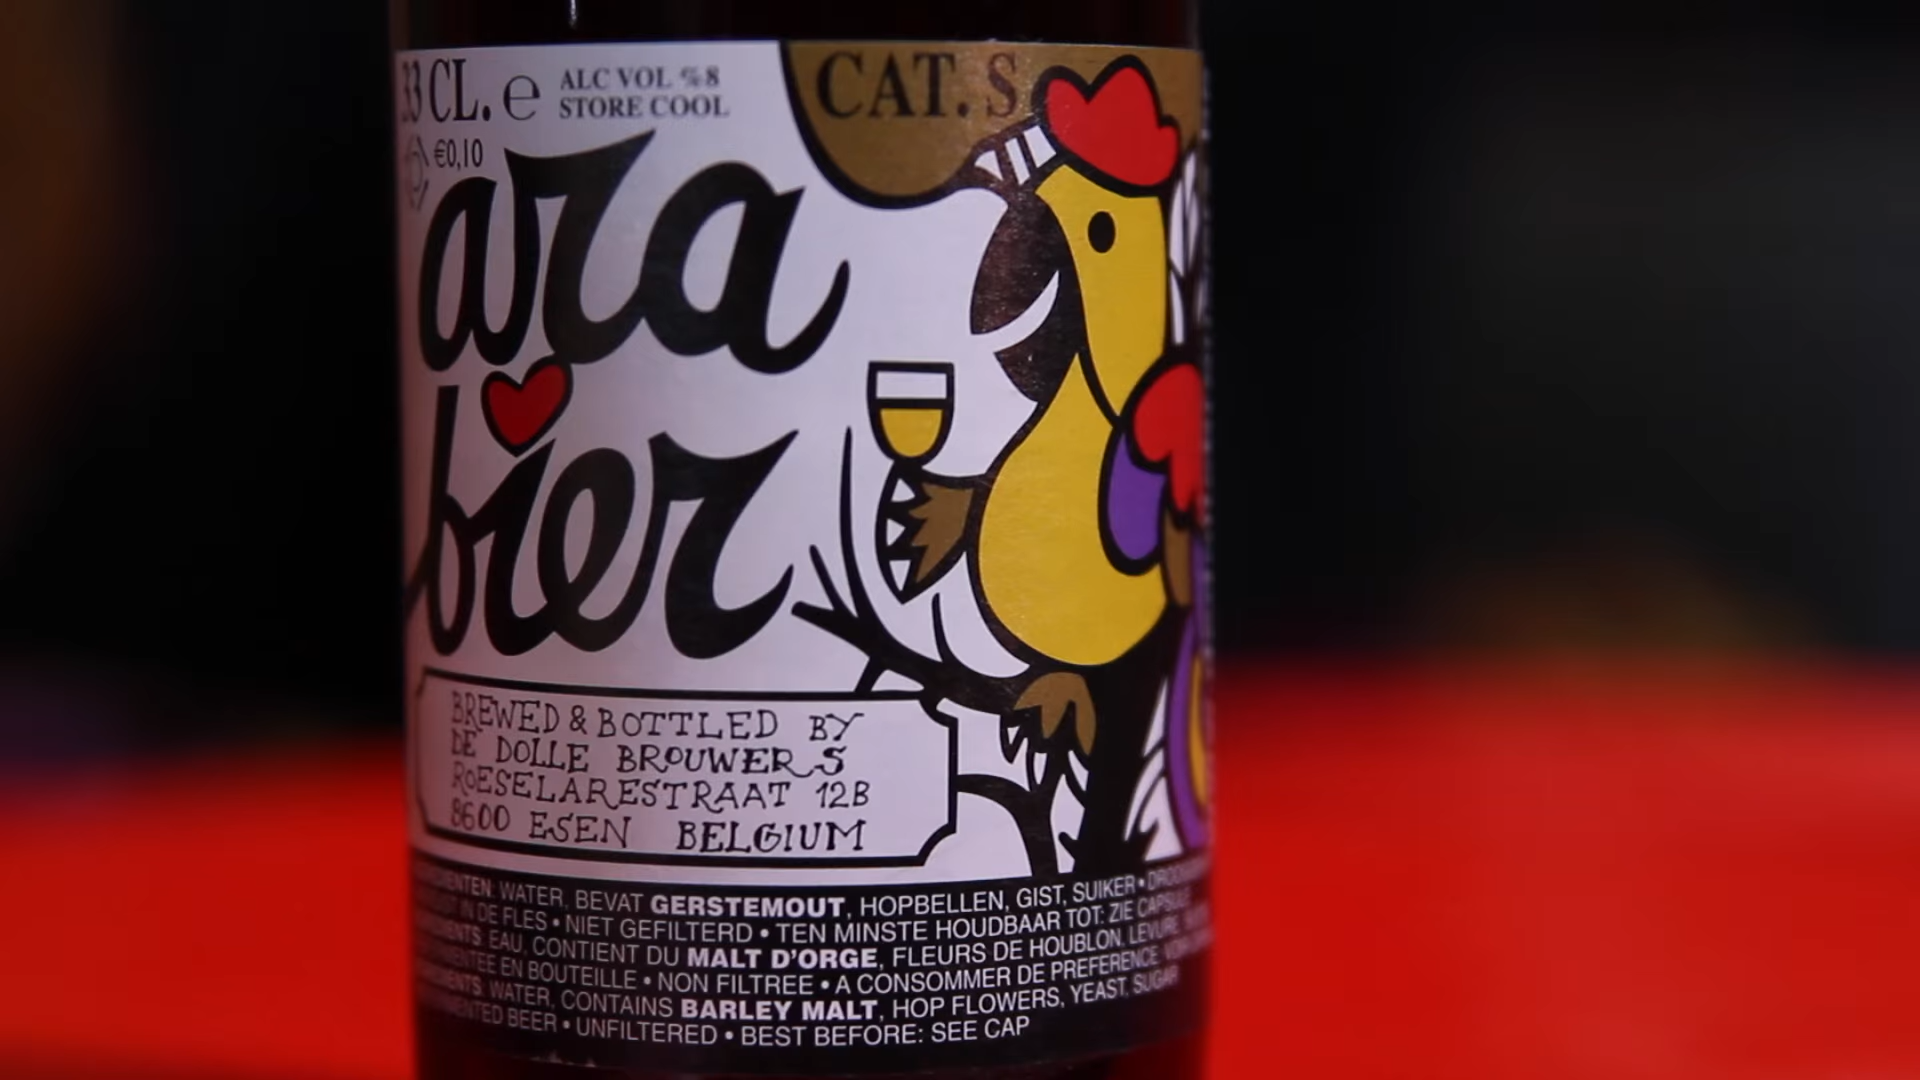 33 CL. e
ALC VOL %8
STORE COOL
CAT. S
€0,10
ara
bier
BREWED & BOTTLED BY
DE DOLLE BROUWERS
ROESELARESTRAAT 12B
8600 ESEN BELGIUM
WATER, BEVAT GERSTEMOUT, HOPBELLEN, GIST, SUIKER •
IN DE FLES • NIET GEFILTERD • TEN MINSTE HOUDBAAR TOT: ZIE CAPSULE
EAU, CONTIENT DU MALT D'ORGE, FLEURS DE HOUBLON, LEVURE,
EN BOUTEILLE • NON FILTREE • A CONSOMMER DE PREFERENCE
WATER, CONTAINS BARLEY MALT, HOP FLOWERS, YEAST, SUGAR
BEER • UNFILTERED • BEST BEFORE: SEE CAP